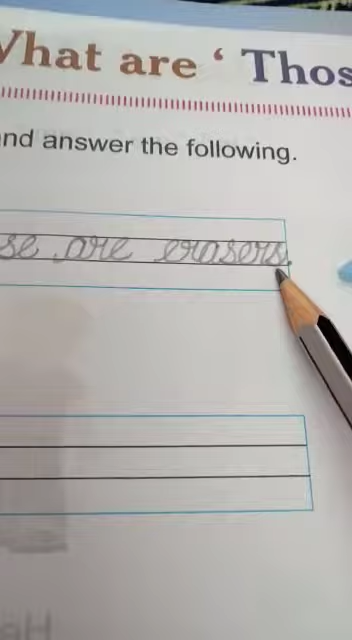 What are ‘ Thos
nd answer the following.
se are erasers.